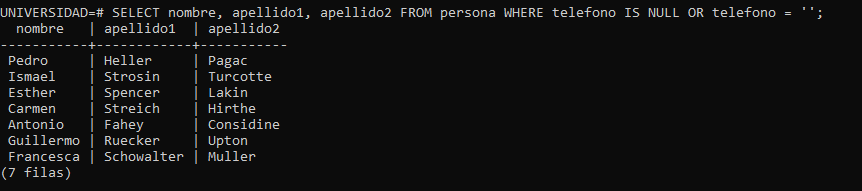 UNIVERSIDAD=# SELECT nombre, apellido1, apellido2 FROM persona WHERE telefono IS NULL OR telefono = '';
  nombre   | apellido1  | apellido2
-----------+------------+-----------
 Pedro     | Heller     | Pagac
 Ismael    | Strosin    | Turcotte
 Esther    | Spencer    | Lakin
 Carmen    | Streich    | Hirthe
 Antonio   | Fahey      | Considine
 Guillermo | Ruecker    | Upton
 Francesca | Schowalter | Muller
(7 filas)